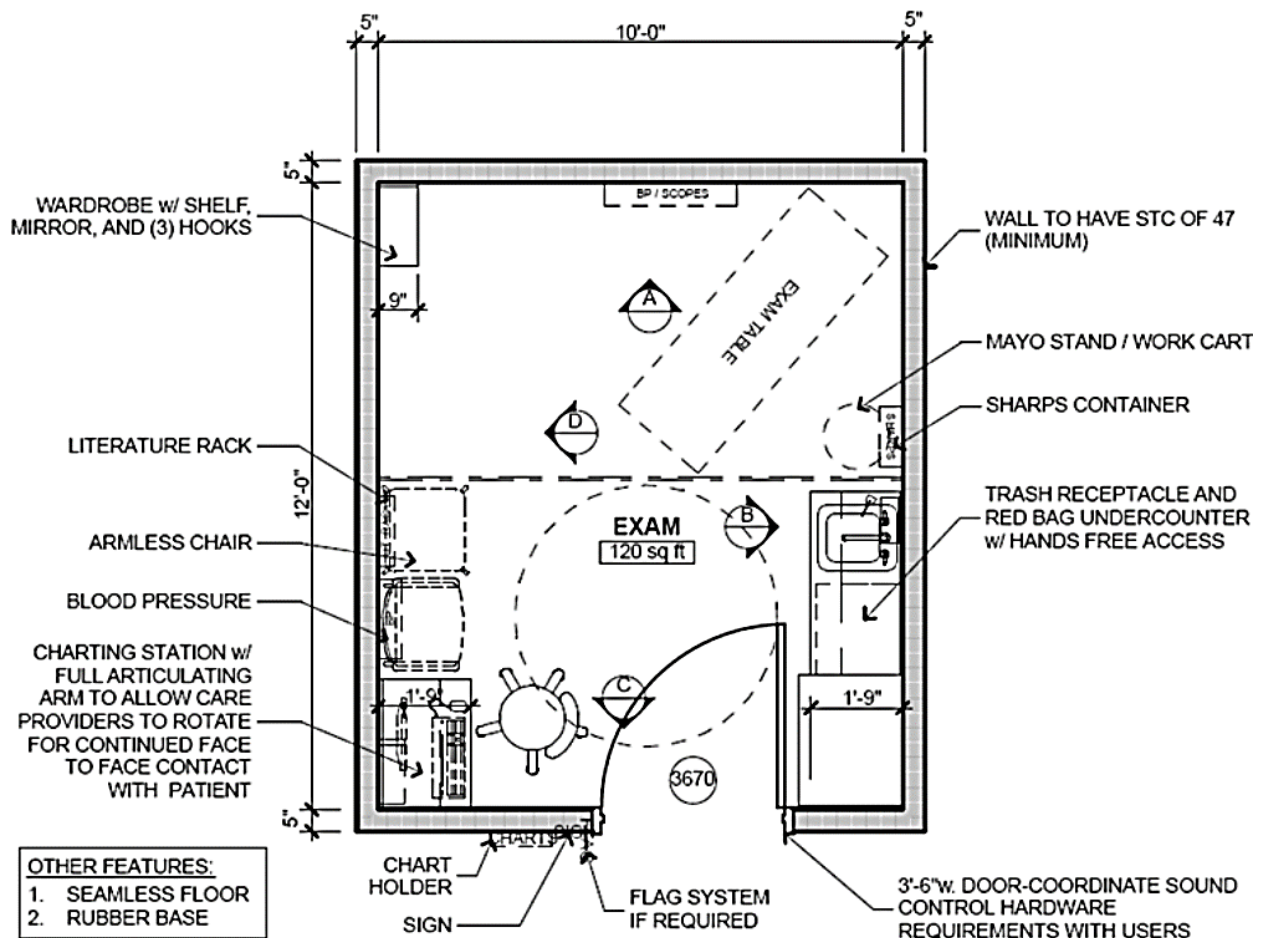 5"
10'-0"
5"
5"
WARDROBE w/ SHELF,
MIRROR, AND (3) HOOKS
BP / SCOPES
WALL TO HAVE STC OF 47
(MINIMUM)
9"
A
EXAM TABLE
MAYO STAND / WORK CART
SHARPS CONTAINER
SHARPS
D
LITERATURE RACK
12'-0"
TRASH RECEPTACLE AND
RED BAG UNDERCOUNTER
w/ HANDS FREE ACCESS
B
EXAM
120 sq ft
ARMLESS CHAIR
BLOOD PRESSURE
CHARTING STATION w/
FULL ARTICULATING
ARM TO ALLOW CARE
PROVIDERS TO ROTATE
FOR CONTINUED FACE
TO FACE CONTACT
WITH PATIENT
1'-9"
C
1'-9"
3670
5"
CHART
HOLDER
SIGN
FLAG SYSTEM
IF REQUIRED
3'-6"w. DOOR-COORDINATE SOUND
CONTROL HARDWARE
REQUIREMENTS WITH USERS
OTHER FEATURES:
1. SEAMLESS FLOOR
2. RUBBER BASE